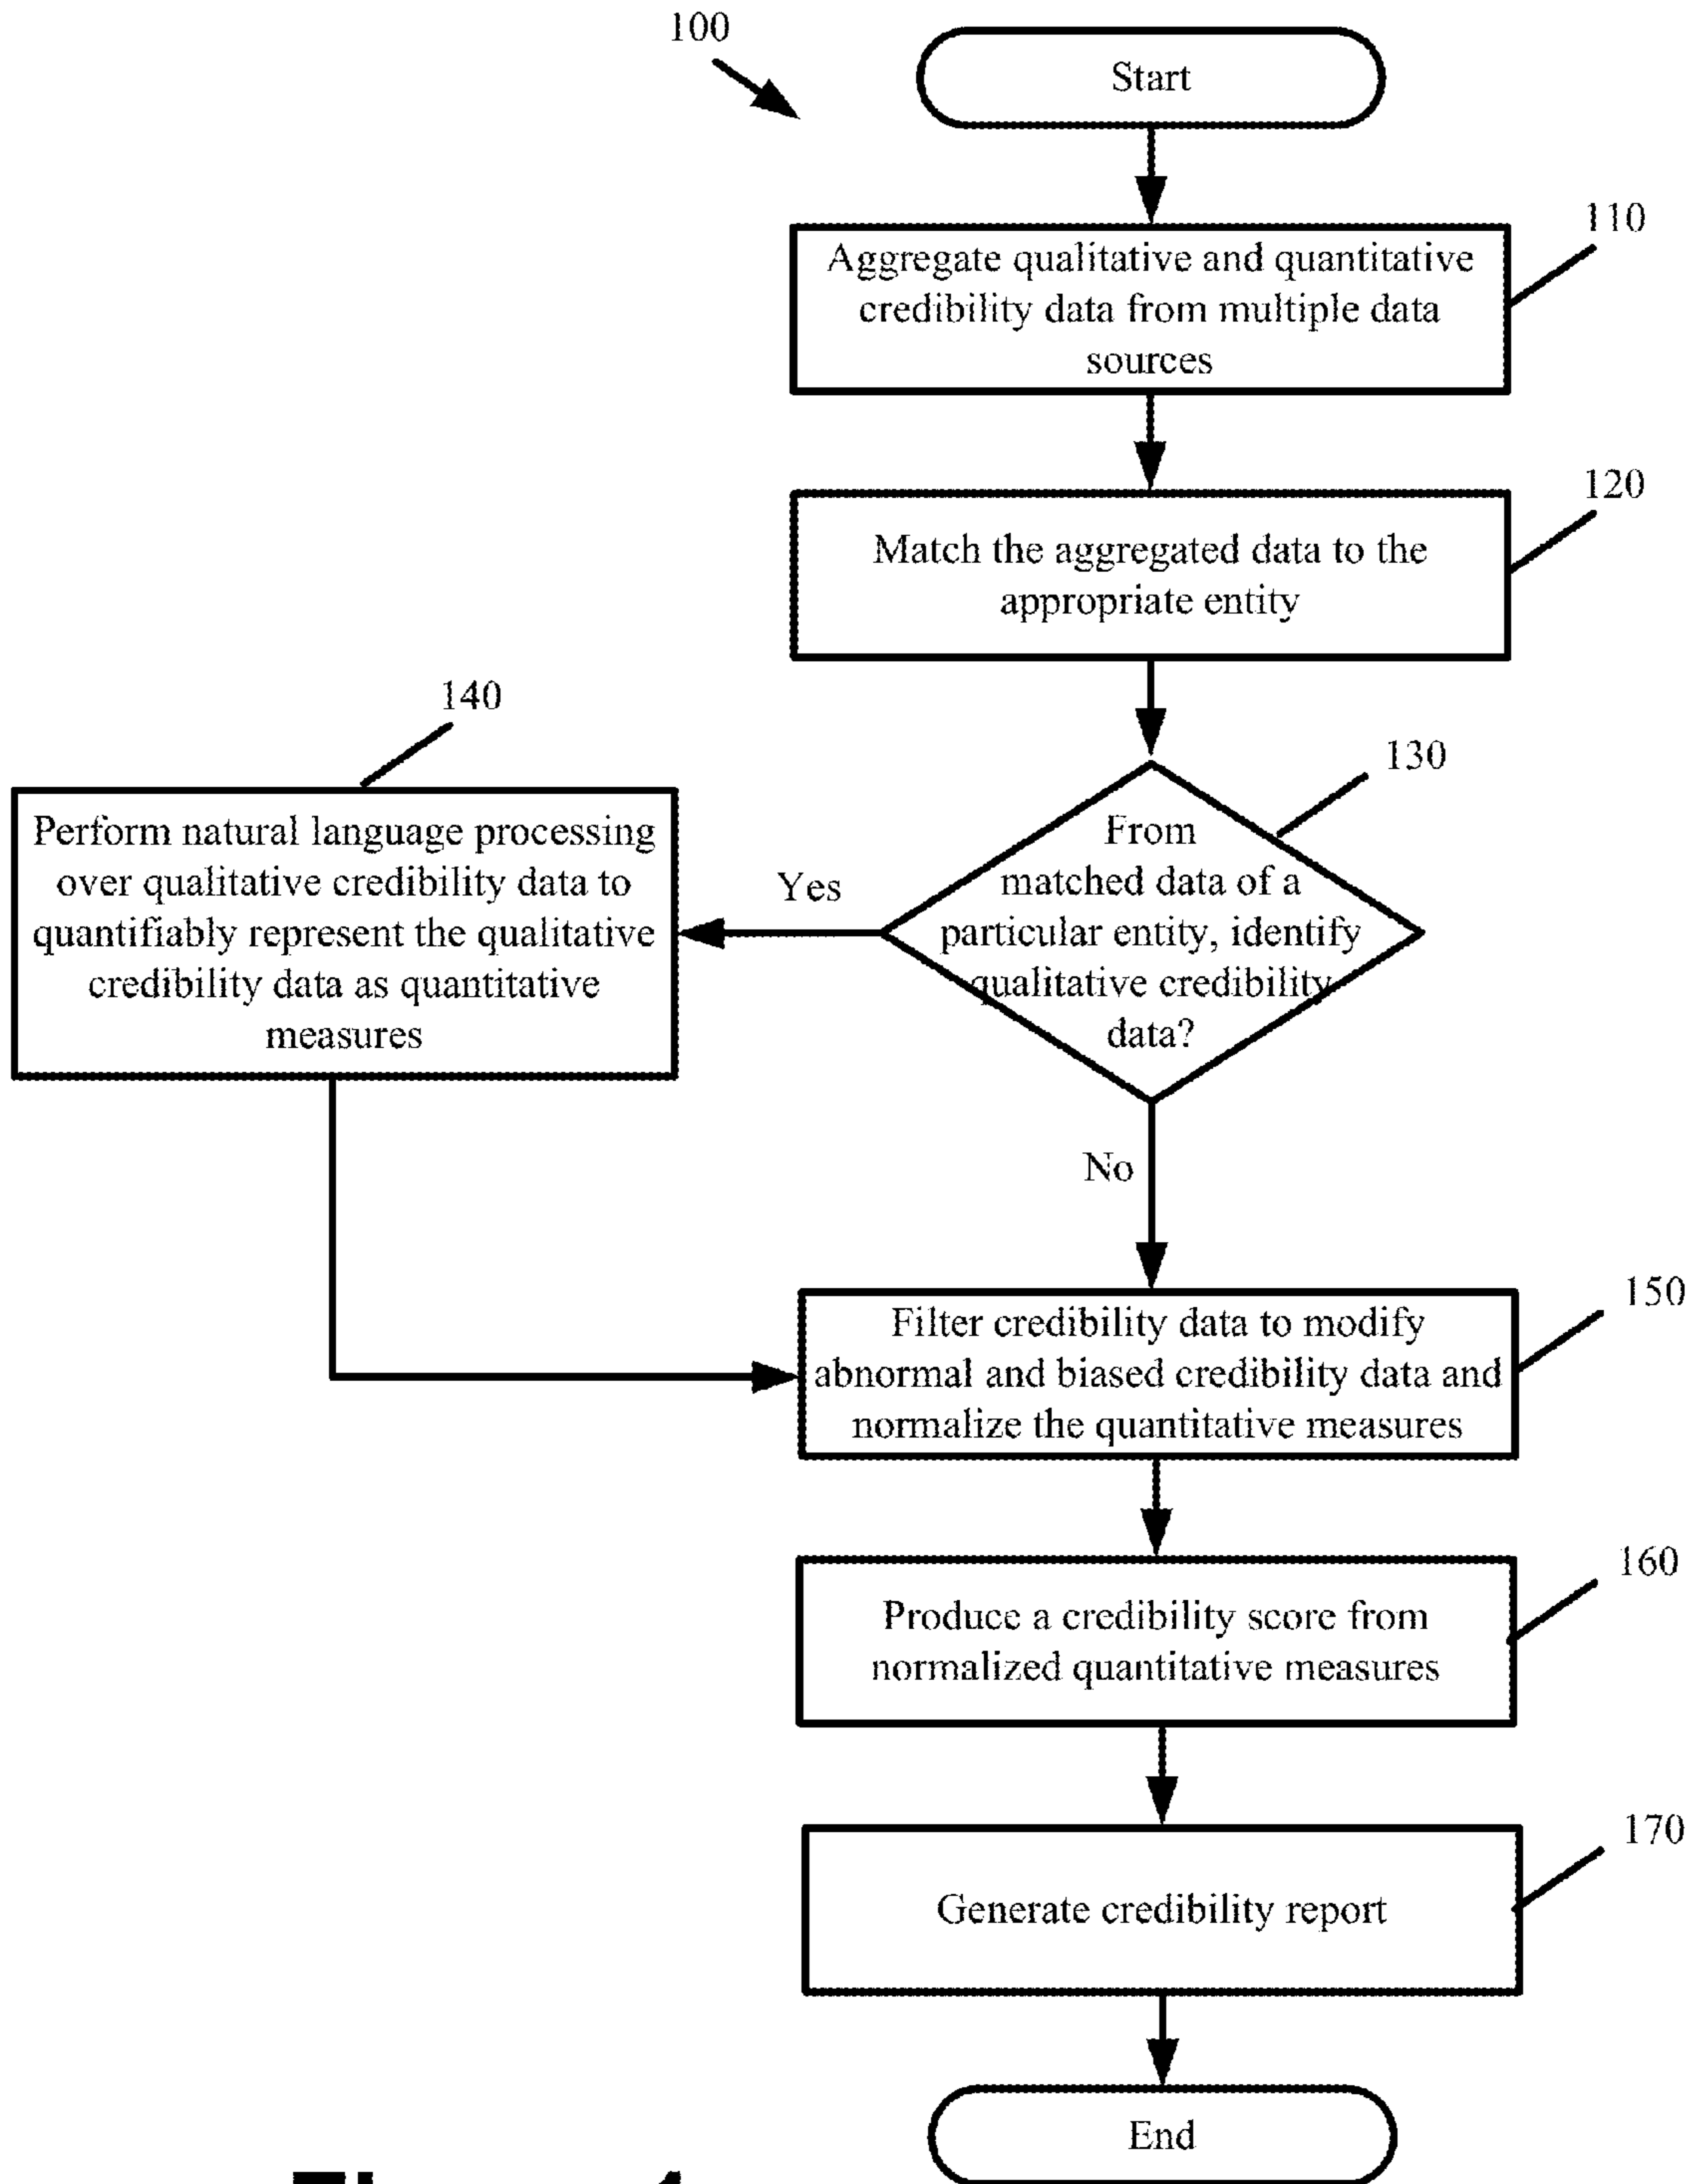 100
Start
110
Aggregate qualitative and quantitative
credibility data from multiple data
sources
120
Match the aggregated data to the
appropriate entity
140
130
Perform natural language processing
over qualitative credibility data to
quantifiably represent the qualitative
credibility data as quantitative
measures
Yes
From
matched data of a
particular entity, identify
qualitative credibility
data?
No
150
Filter credibility data to modify
abnormal and biased credibility data and
normalize the quantitative measures
160
Produce a credibility score from
normalized quantitative measures
170
Generate credibility report
End